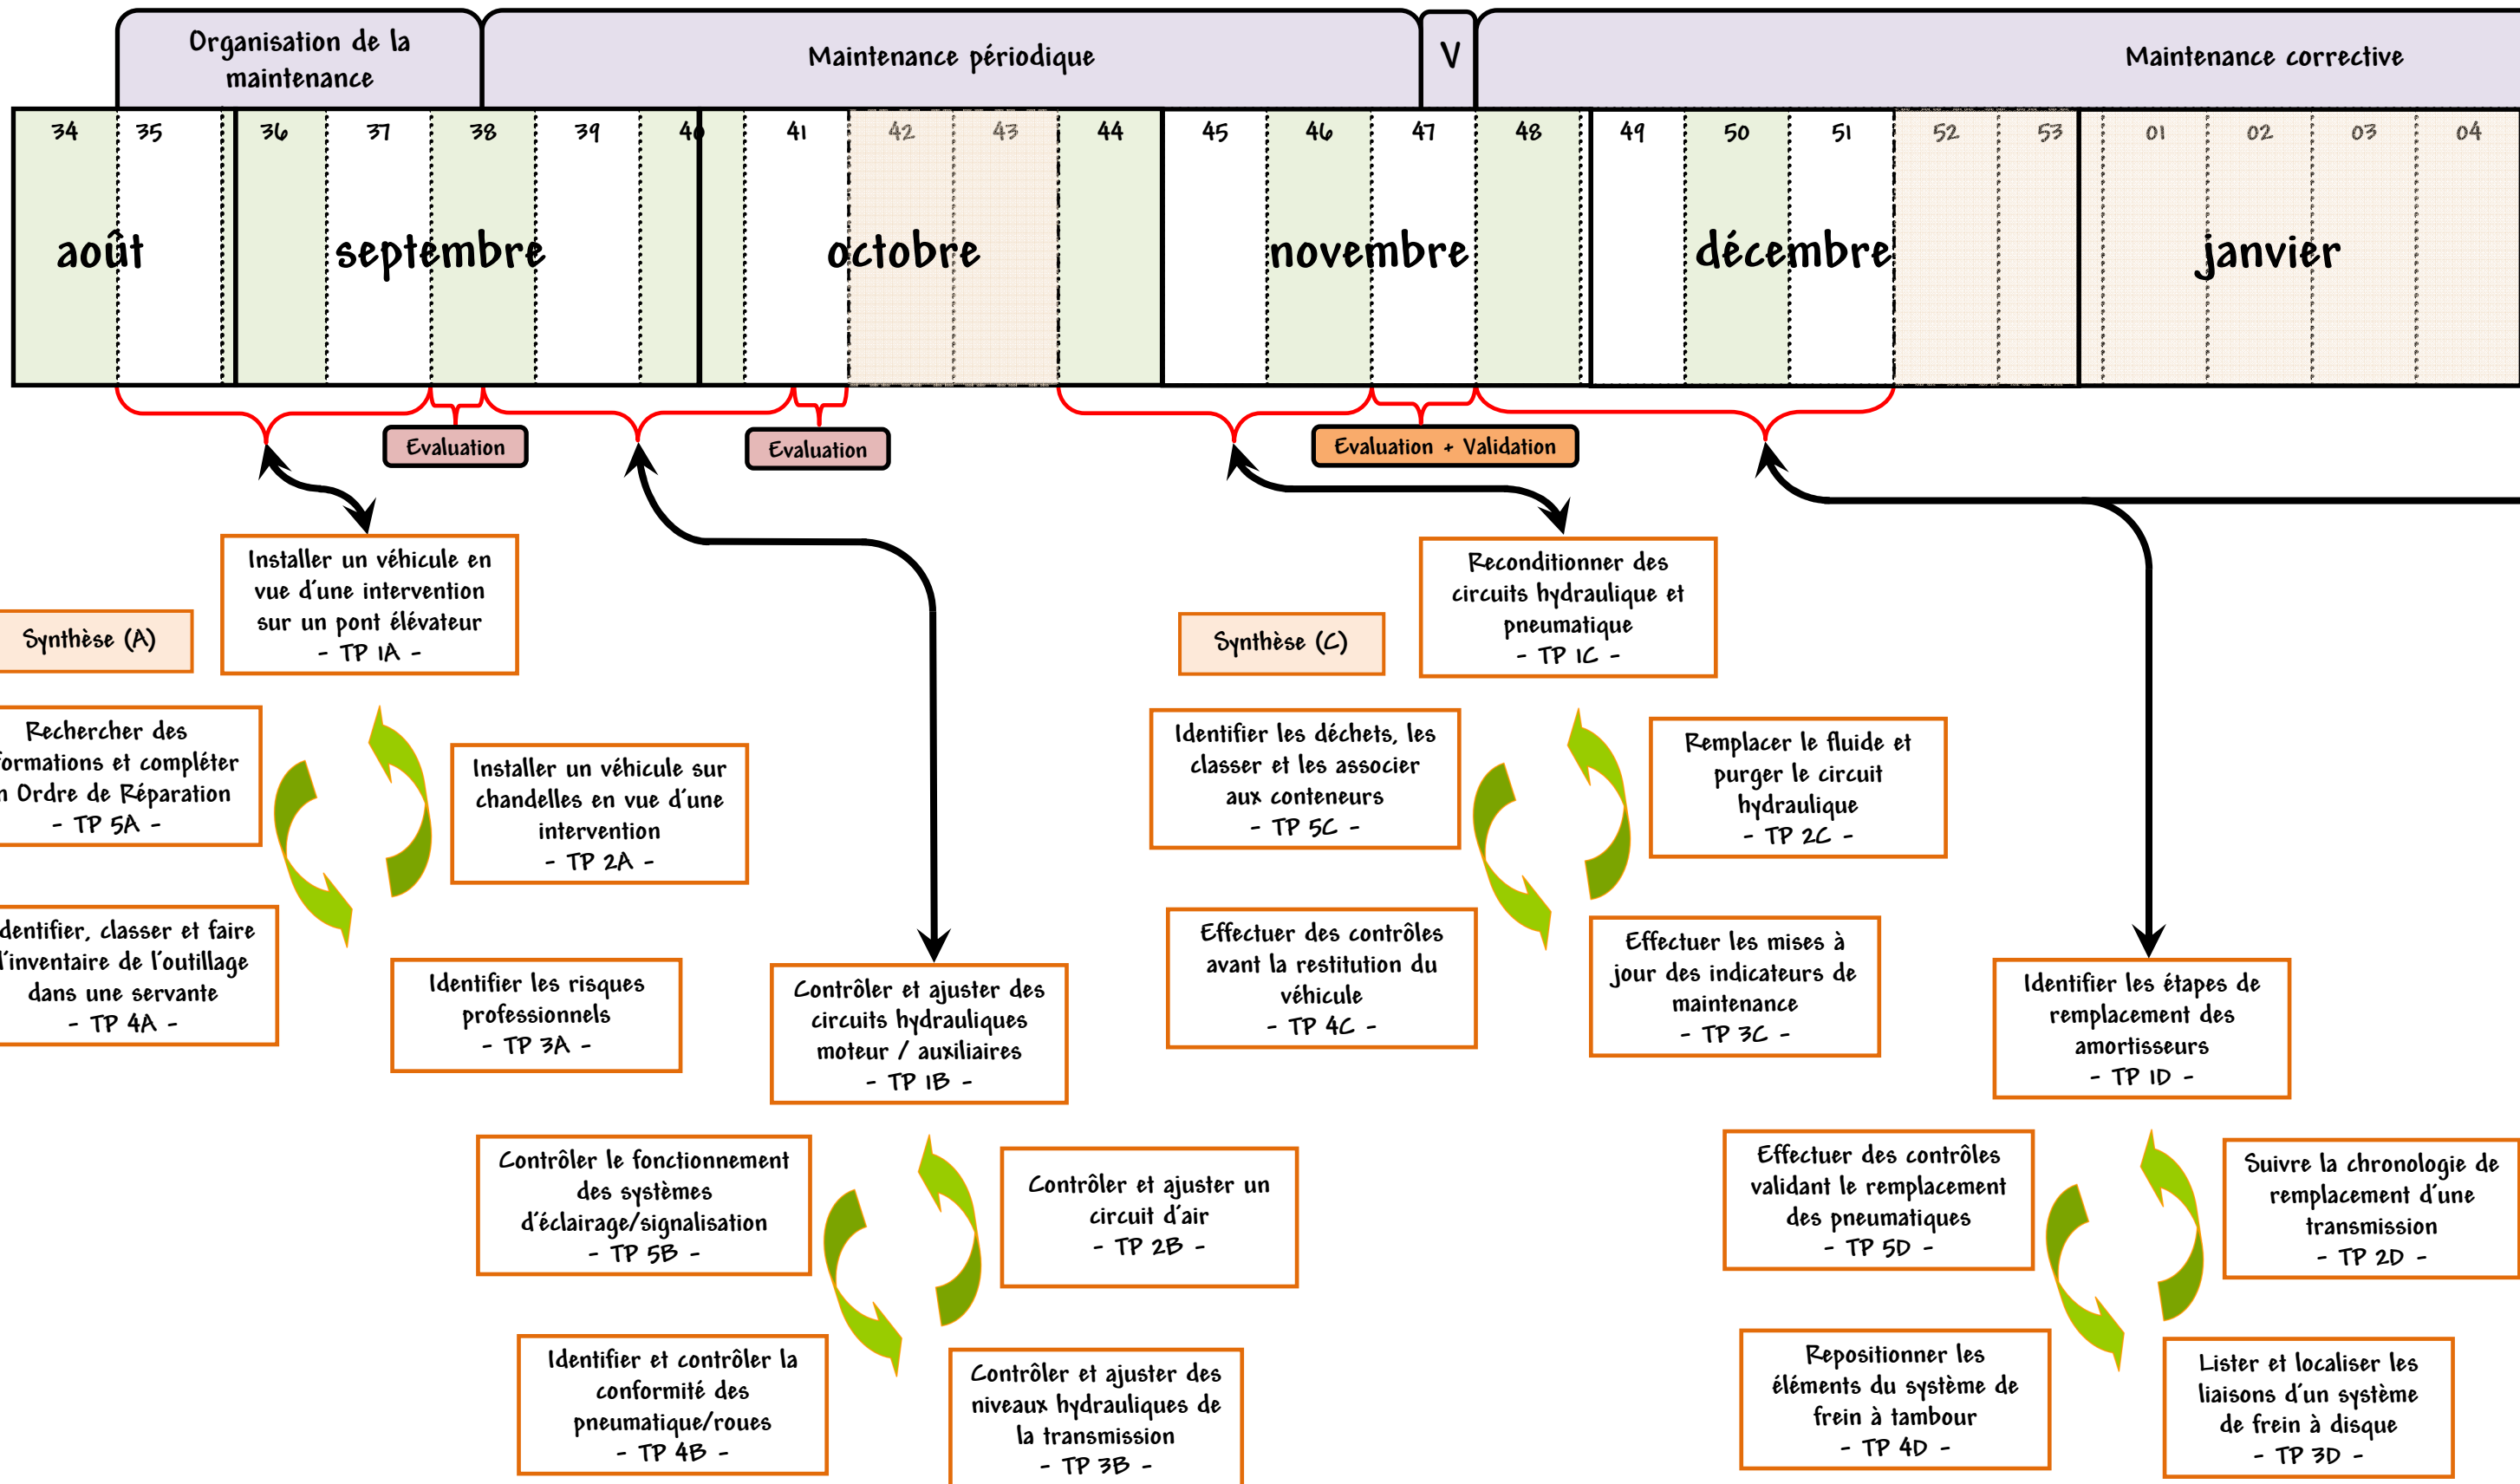 Organisation de la
maintenance
Maintenance périodique
V
Maintenance corrective
34 35 36 37 38 39 40 41 42 43 44 45 46 47 48 49 50 51 52 53 01 02 03 04
août septembre octobre novembre décembre janvier
Evaluation
Evaluation
Evaluation + Validation
Installer un véhicule en
vue d'une intervention
sur un pont élévateur
- TP 1A -
Synthèse (A)
Rechercher des
formations et compléter
n Ordre de Réparation
- TP 5A -
Installer un véhicule sur
chandelles en vue d'une
intervention
- TP 2A -
dentifier, classer et faire
l'inventaire de l'outillage
dans une servante
- TP 4A -
Identifier les risques
professionnels
- TP 3A -
Contrôler et ajuster des
circuits hydrauliques
moteur / auxiliaires
- TP 1B -
Contrôler le fonctionnement
des systèmes
d'éclairage/signalisation
- TP 5B -
Contrôler et ajuster un
circuit d'air
- TP 2B -
Identifier et contrôler la
conformité des
pneumatique/roues
- TP 4B -
Contrôler et ajuster des
niveaux hydrauliques de
la transmission
- TP 3B -
Reconditionner des
circuits hydraulique et
pneumatique
- TP 1C -
Synthèse (C)
Identifier les déchets, les
classer et les associer
aux conteneurs
- TP 5C -
Remplacer le fluide et
purger le circuit
hydraulique
- TP 2C -
Effectuer des contrôles
avant la restitution du
véhicule
- TP 4C -
Effectuer les mises à
jour des indicateurs de
maintenance
- TP 3C -
Identifier les étapes de
remplacement des
amortisseurs
- TP 1D -
Effectuer des contrôles
validant le remplacement
des pneumatiques
- TP 5D -
Suivre la chronologie de
remplacement d'une
transmission
- TP 2D -
Repositionner les
éléments du système de
frein à tambour
- TP 4D -
Lister et localiser les
liaisons d'un système
de frein à disque
- TP 3D -